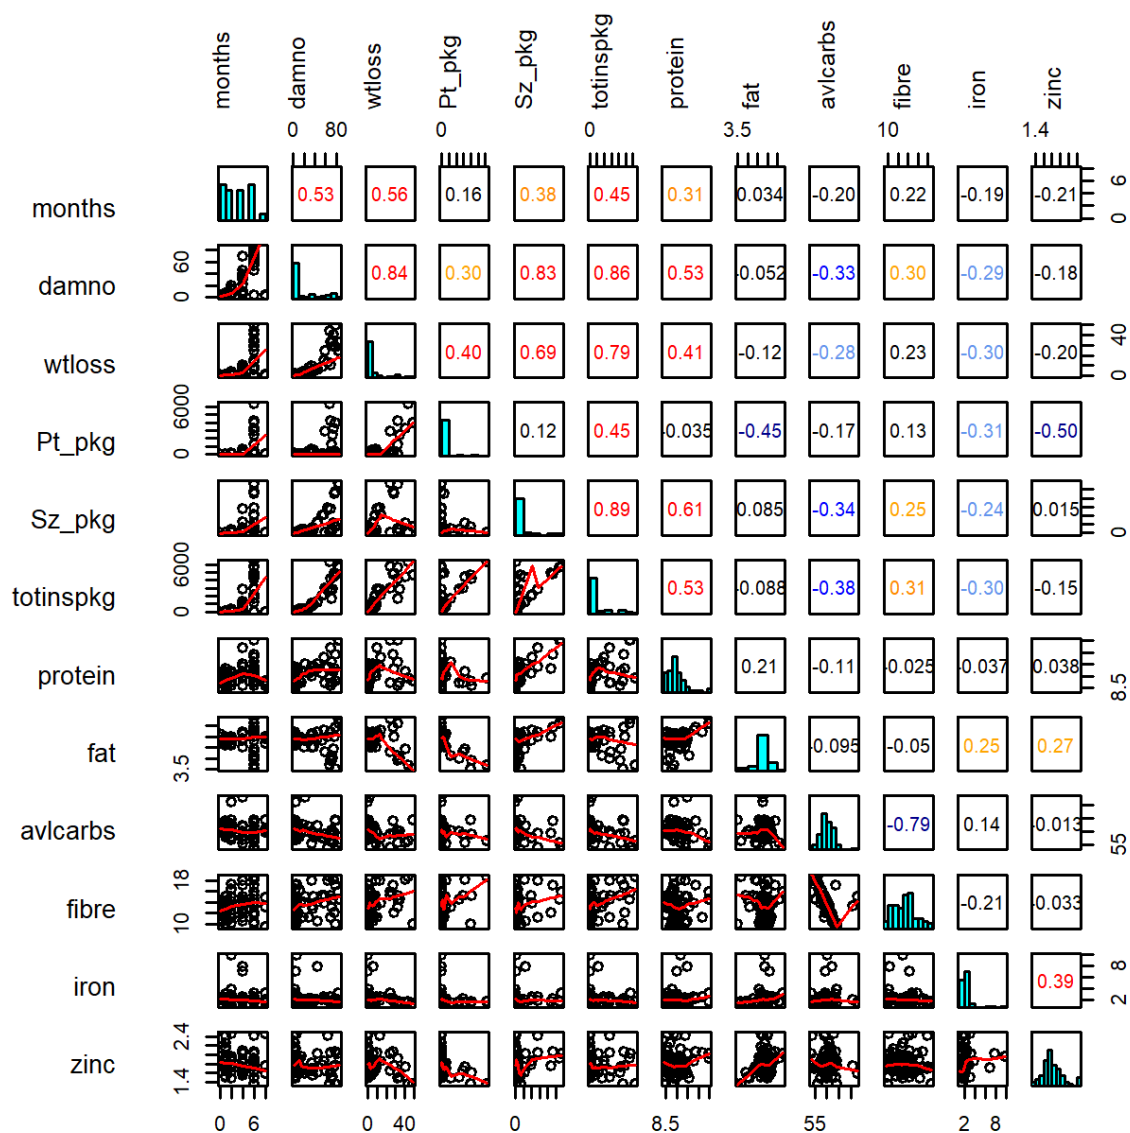 months damno wtloss Pt_pkg Sz_pkg totinspkg protein fat avlcarbs fibre iron zinc
0 80 0 0 3.5 10 1.4
months 0.53 0.56 0.16 0.38 0.45 0.31 0.034 -0.20 0.22 -0.19 -0.21 0 6
0 60 damno 0.84 0.30 0.83 0.86 0.53 -0.052 -0.33 0.30 -0.29 -0.18
wtloss 0.40 0.69 0.79 0.41 -0.12 -0.28 0.23 -0.30 -0.20 0 40
Pt_pkg 0 6000 0.12 0.45 -0.035 -0.45 -0.17 0.13 -0.31 -0.50
Sz_pkg 0.89 0.61 0.085 -0.34 0.25 -0.24 0.015 0
totinspkg 0 6000 0.53 -0.088 -0.38 0.31 -0.30 -0.15
protein 0.21 -0.11 -0.025 -0.037 0.038 8.5
fat 3.5 -0.095 -0.05 0.25 0.27
avlcarbs -0.79 0.14 -0.013 55
fibre 10 18 -0.21 -0.033
iron 0.39 2 8
zinc 1.4 2.4
0 6 0 40 0 8.5 55 2 8